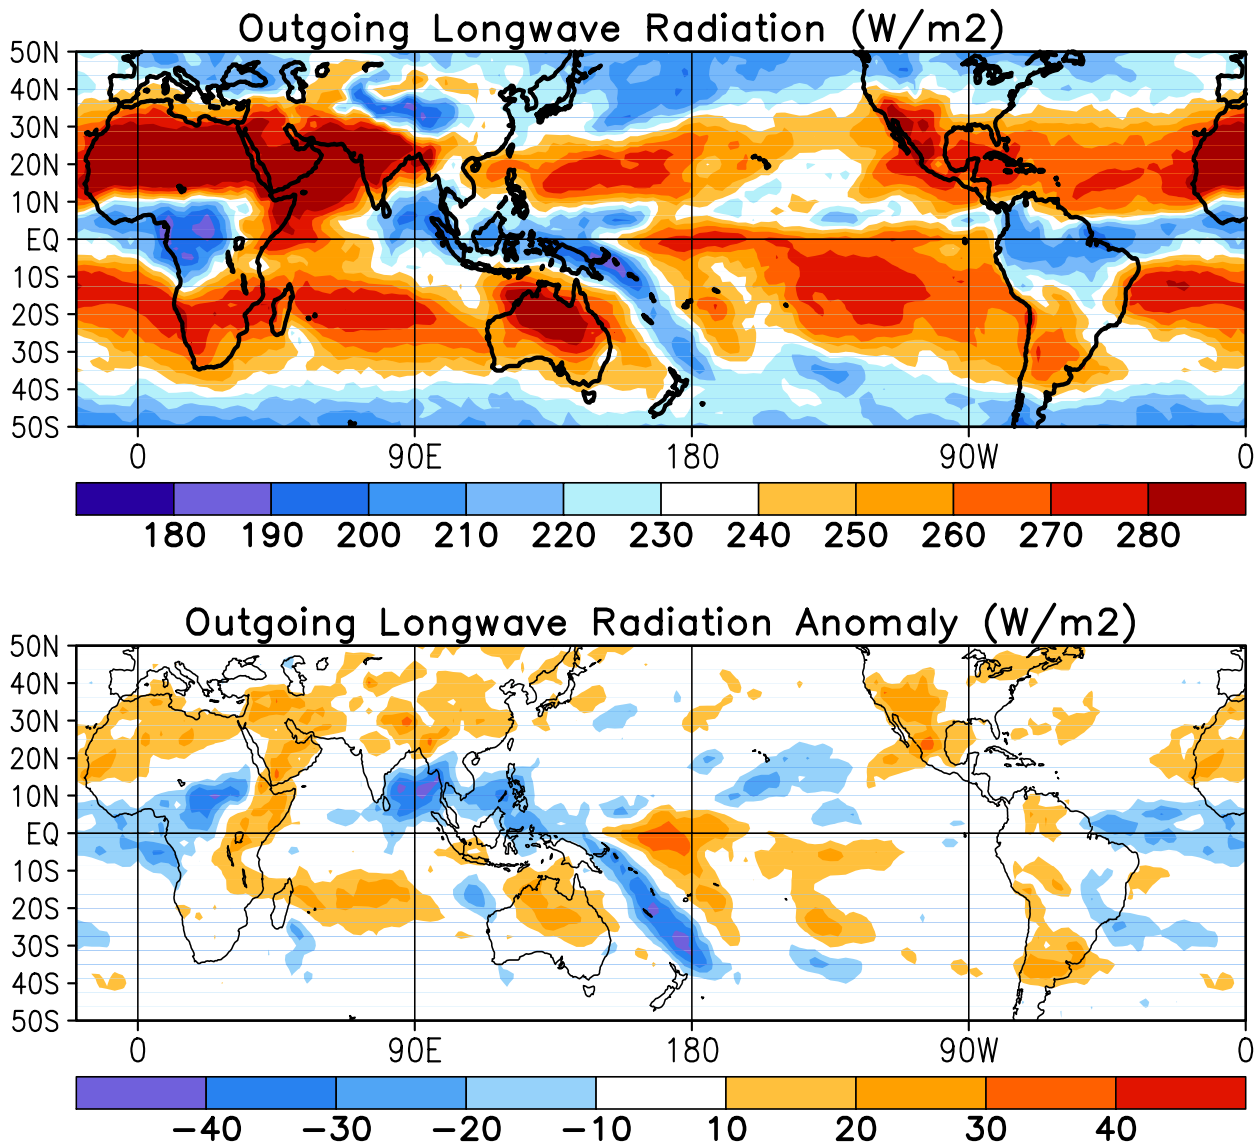 Outgoing Longwave Radiation (W/m2)
50N
40N
30N
20N
10N
EQ
10S
20S
30S
40S
50S
0 90E 180 90W 0
180 190 200 210 220 230 240 250 260 270 280
Outgoing Longwave Radiation Anomaly (W/m2)
50N
40N
30N
20N
10N
EQ
10S
20S
30S
40S
50S
0 90E 180 90W 0
−40 −30 −20 −10 10 20 30 40